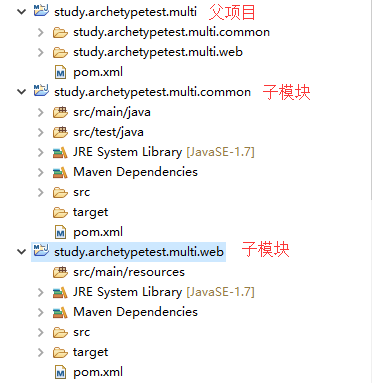 study.archetypetest.multi 父项目
study.archetypetest.multi.common
study.archetypetest.multi.web
pom.xml
study.archetypetest.multi.common 子模块
src/main/java
src/test/java
JRE System Library [JavaSE-1.7]
Maven Dependencies
src
target
pom.xml
study.archetypetest.multi.web 子模块
src/main/resources
JRE System Library [JavaSE-1.7]
Maven Dependencies
src
target
pom.xml